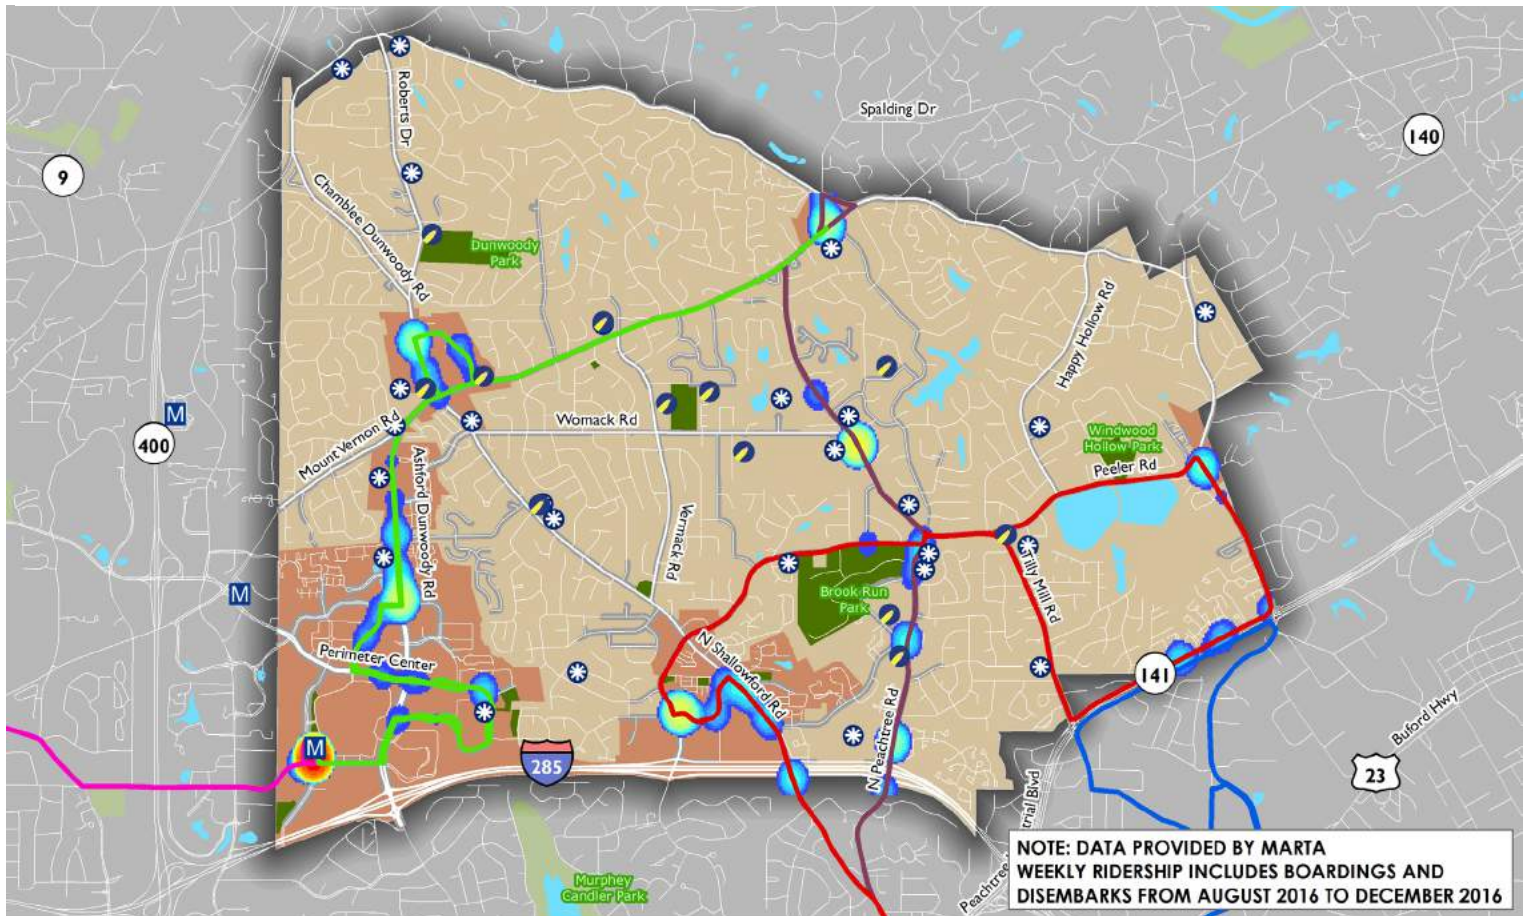 Spalding Dr
140
9
Roberts Dr
Chamblee Dunwoody Rd
Dunwoody
Park
Happy Hollow Rd
M
400
Mount Vernon Rd
Womack Rd
Windwood
Hollow Park
Peeler Rd
Ashford Dunwoody Rd
Vermack Rd
M
Tilly Mill Rd
Brook Run
Park
Perimeter Center
N Shallowford Rd
141
N Peachtree Rd
Buford Hwy
M
285
23
trial Blvd
Peachtree
Murphey
Candler Park
NOTE: DATA PROVIDED BY MARTA
WEEKLY RIDERSHIP INCLUDES BOARDINGS AND
DISEMBARKS FROM AUGUST 2016 TO DECEMBER 2016